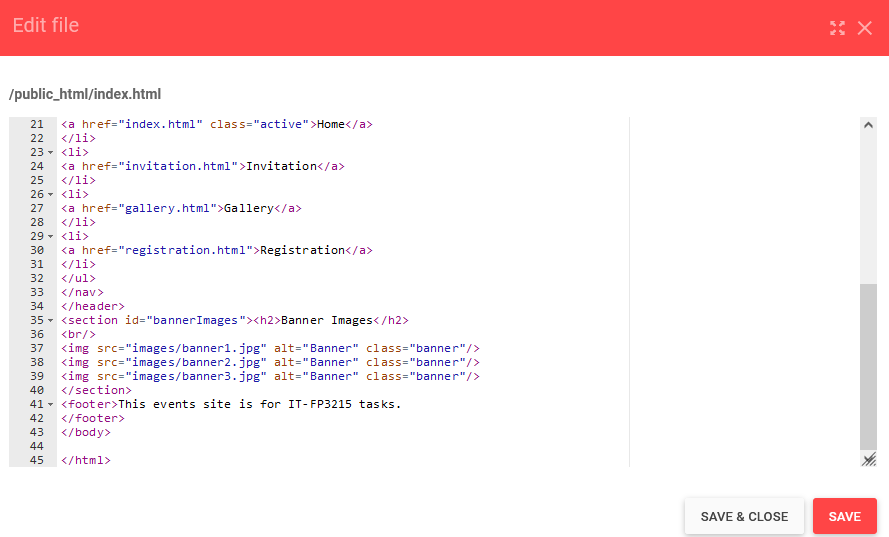 Edit file
/public_html/index.html
21 <a href="index.html" class="active">Home</a>
22 </li>
23 <li>
24 <a href="invitation.html">Invitation</a>
25 </li>
26 <li>
27 <a href="gallery.html">Gallery</a>
28 </li>
29 <li>
30 <a href="registration.html">Registration</a>
31 </li>
32 </ul>
33 </nav>
34 </header>
35 <section id="bannerImages"><h2>Banner Images</h2>
36 <br/>
37 <img src="images/banner1.jpg" alt="Banner" class="banner"/>
38 <img src="images/banner2.jpg" alt="Banner" class="banner"/>
39 <img src="images/banner3.jpg" alt="Banner" class="banner"/>
40 </section>
41 <footer>This events site is for IT-FP3215 tasks.
42 </footer>
43 </body>
44
45 </html>
SAVE & CLOSE SAVE